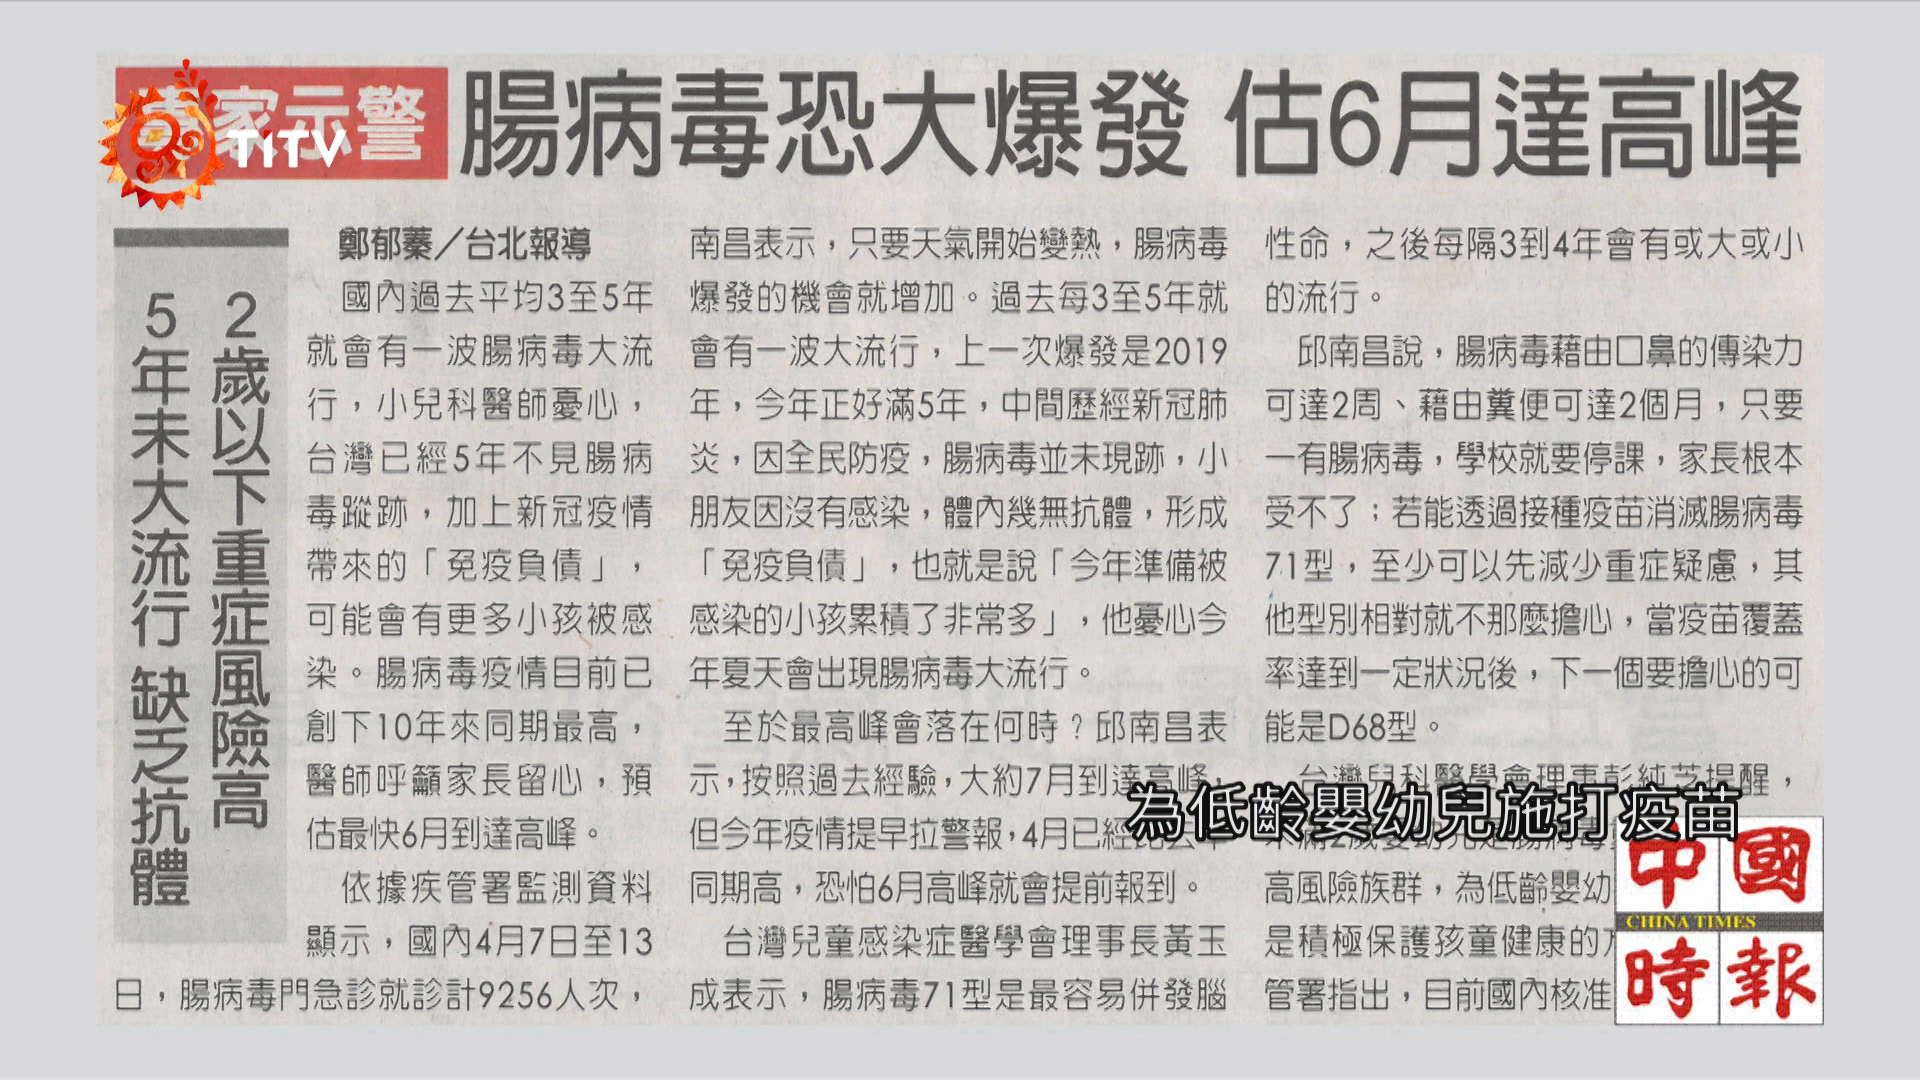 專家示警
TiTV
腸病毒恐大爆發 估6月達高峰
2歲以下重症風險高
5年未大流行 缺乏抗體
鄭郁蓁／台北報導
國內過去平均3至5年
就會有一波腸病毒大流
行，小兒科醫師憂心，
台灣已經5年不見腸病
毒蹤跡，加上新冠疫情
帶來的「免疫負債」，
可能會有更多小孩被感
染。腸病毒疫情目前已
創下10年來同期最高，
醫師呼籲家長留心，預
估最快6月到達高峰。
依據疾管署監測資料
顯示，國內4月7日至13
日，腸病毒門急診就診計9256人次，
南昌表示，只要天氣開始變熱，腸病毒
爆發的機會就增加。過去每3至5年就
會有一波大流行，上一次爆發是2019
年，今年正好滿5年，中間歷經新冠肺
炎，因全民防疫，腸病毒並未現跡，小
朋友因沒有感染，體內幾無抗體，形成
「免疫負債」，也就是說「今年準備被
感染的小孩累積了非常多」，他憂心今
年夏天會出現腸病毒大流行。
至於最高峰會落在何時？邱南昌表
示，按照過去經驗，大約7月到達高峰，
但今年疫情提早拉警報，4月已經比去年
同期高，恐怕6月高峰就會提前報到。
台灣兒童感染症醫學會理事長黃玉
成表示，腸病毒71型是最容易併發腦
性命，之後每隔3到4年會有或大或小
的流行。
邱南昌說，腸病毒藉由口鼻的傳染力
可達2周、藉由糞便可達2個月，只要
一有腸病毒，學校就要停課，家長根本
受不了；若能透過接種疫苗消滅腸病毒
71型，至少可以先減少重症疑慮，其
他型別相對就不那麼擔心，當疫苗覆蓋
率達到一定狀況後，下一個要擔心的可
能是D68型。
台灣兒科醫學會理事彭純芝提醒，
未滿2歲嬰幼兒是腸病毒
高風險族群，為低齡嬰幼
是積極保護孩童健康的
管署指出，目前國內核准
為低齡嬰幼兒施打疫苗
中國
CHINA TIMES
時報